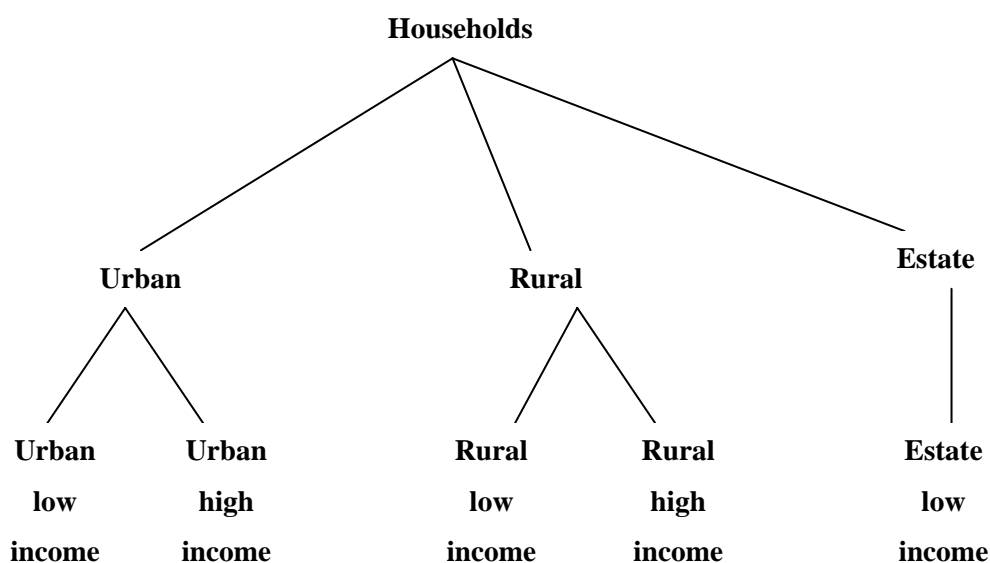 Households
Urban
Rural
Estate
Urban low income
Urban high income
Rural low income
Rural high income
Estate low income